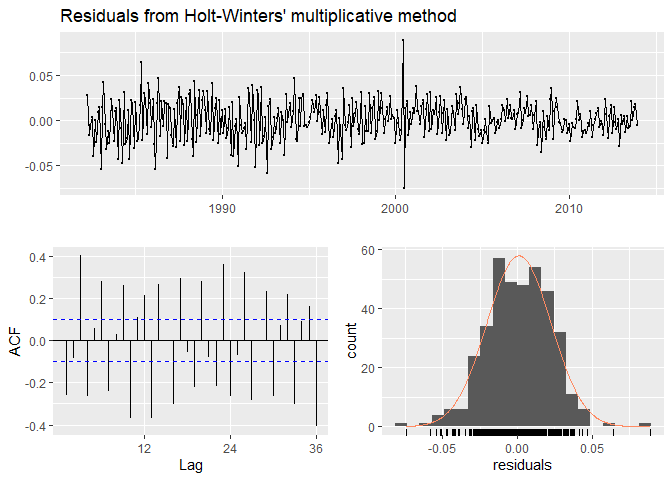 Residuals from Holt-Winters' multiplicative method
0.05
0.00
-0.05
1990 2000 2010
0.4
0.2
0.0
-0.2
-0.4
ACF
12 24 36
Lag
60
40
20
0
count
-0.05 0.00 0.05
residuals